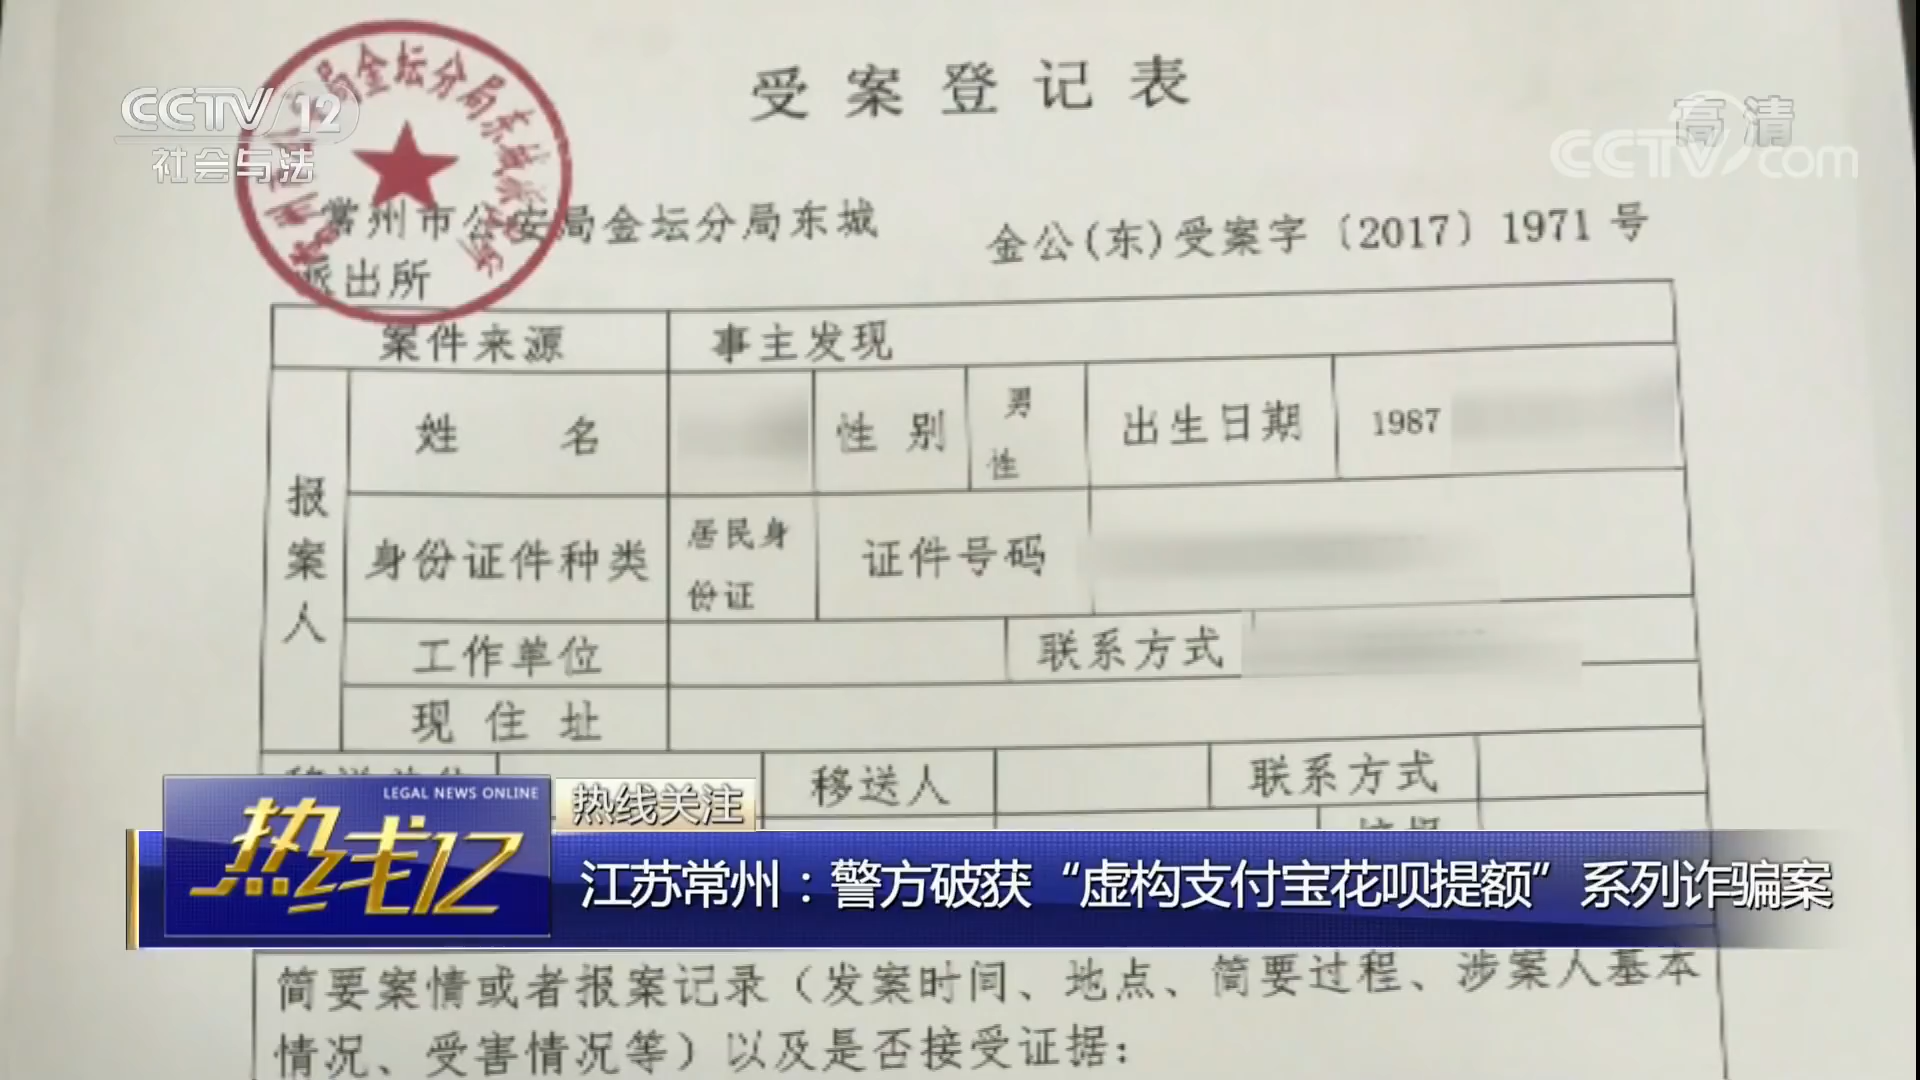 受案登记表
CCTV 12
社会与法
高清
CCTV.com
常州市公安局金坛分局东城
派出所
金公(东)受案字〔2017〕1971号
案件来源 事主发现
报案人
姓名 性别 男性 出生日期 1987
身份证件种类 居民身份证 证件号码
工作单位 联系方式
现住址
移送人 联系方式
LEGAL NEWS ONLINE
热线12
热线关注
江苏常州：警方破获“虚构支付宝花呗提额”系列诈骗案
简要案情或者报案记录（发案时间、地点、简要过程、涉案人基本
情况、受害情况等）以及是否接受证据：